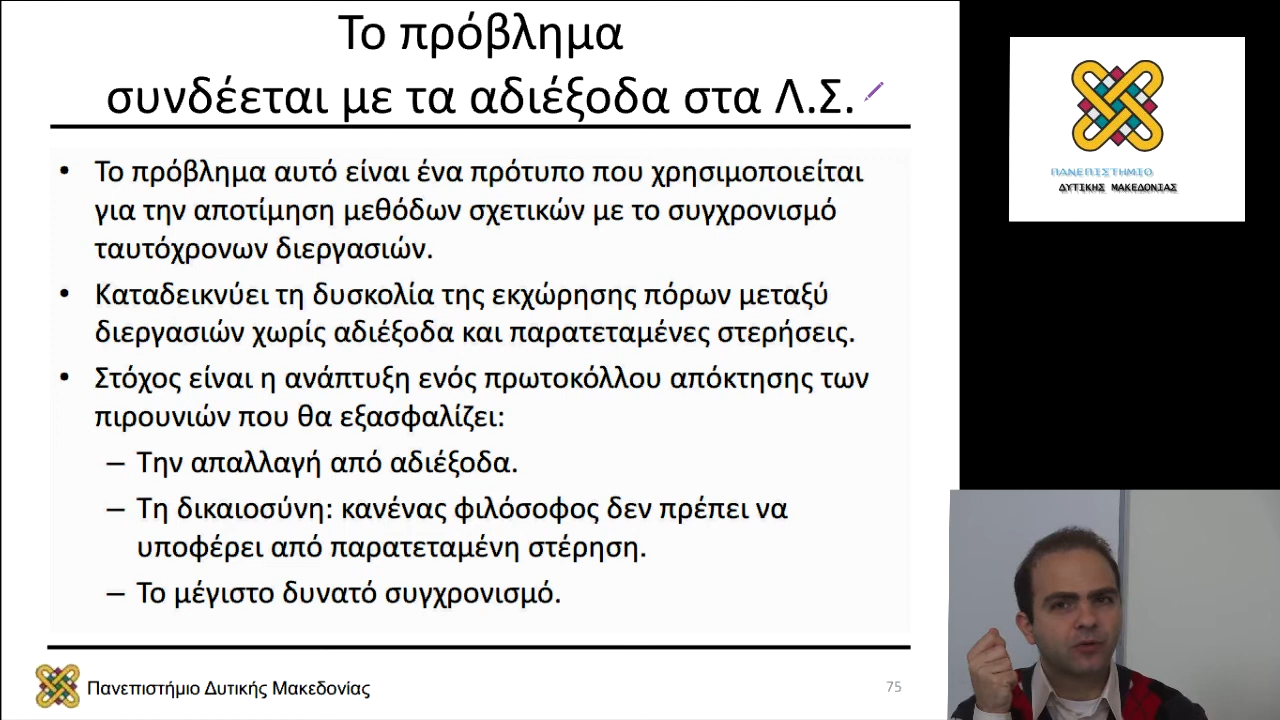 Το πρόβλημα
συνδέεται με τα αδιέξοδα στα Λ.Σ.
• Το πρόβλημα αυτό είναι ένα πρότυπο που χρησιμοποιείται
για την αποτίμηση μεθόδων σχετικών με το συγχρονισμό
ταυτόχρονων διεργασιών.
• Καταδεικνύει τη δυσκολία της εκχώρησης πόρων μεταξύ
διεργασιών χωρίς αδιέξοδα και παρατεταμένες στερήσεις.
• Στόχος είναι η ανάπτυξη ενός πρωτοκόλλου απόκτησης των
πιρουνιών που θα εξασφαλίζει:
– Την απαλλαγή από αδιέξοδα.
– Τη δικαιοσύνη: κανένας φιλόσοφος δεν πρέπει να
υποφέρει από παρατεταμένη στέρηση.
– Το μέγιστο δυνατό συγχρονισμό.
Πανεπιστήμιο Δυτικής Μακεδονίας
75
ΠΑΝΕΠΙΣΤΗΜΙΟ
ΔΥΤΙΚΗΣ ΜΑΚΕΔΟΝΙΑΣ